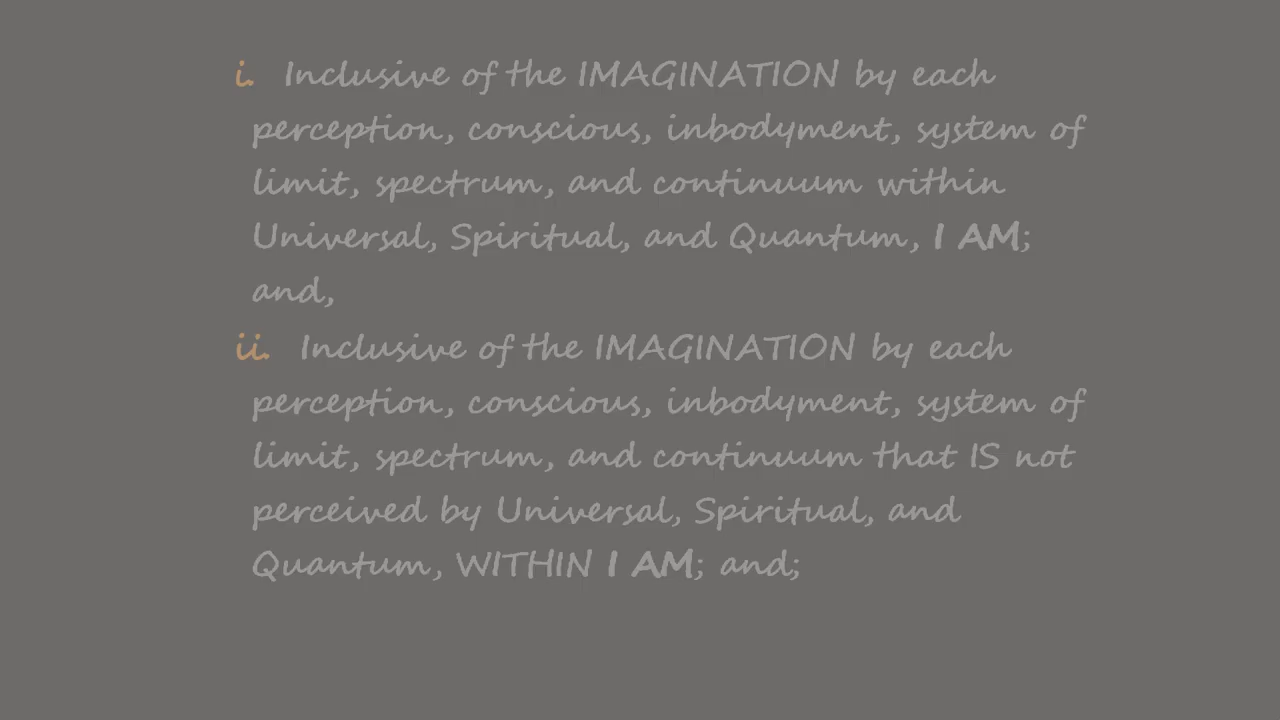 i. Inclusive of the IMAGINATION by each
perception, conscious, inbodyment, system of
limit, spectrum, and continuum within
Universal, Spiritual, and Quantum, I AM;
and,
ii. Inclusive of the IMAGINATION by each
perception, conscious, inbodyment, system of
limit, spectrum, and continuum that IS not
perceived by Universal, Spiritual, and
Quantum, WITHIN I AM; and;